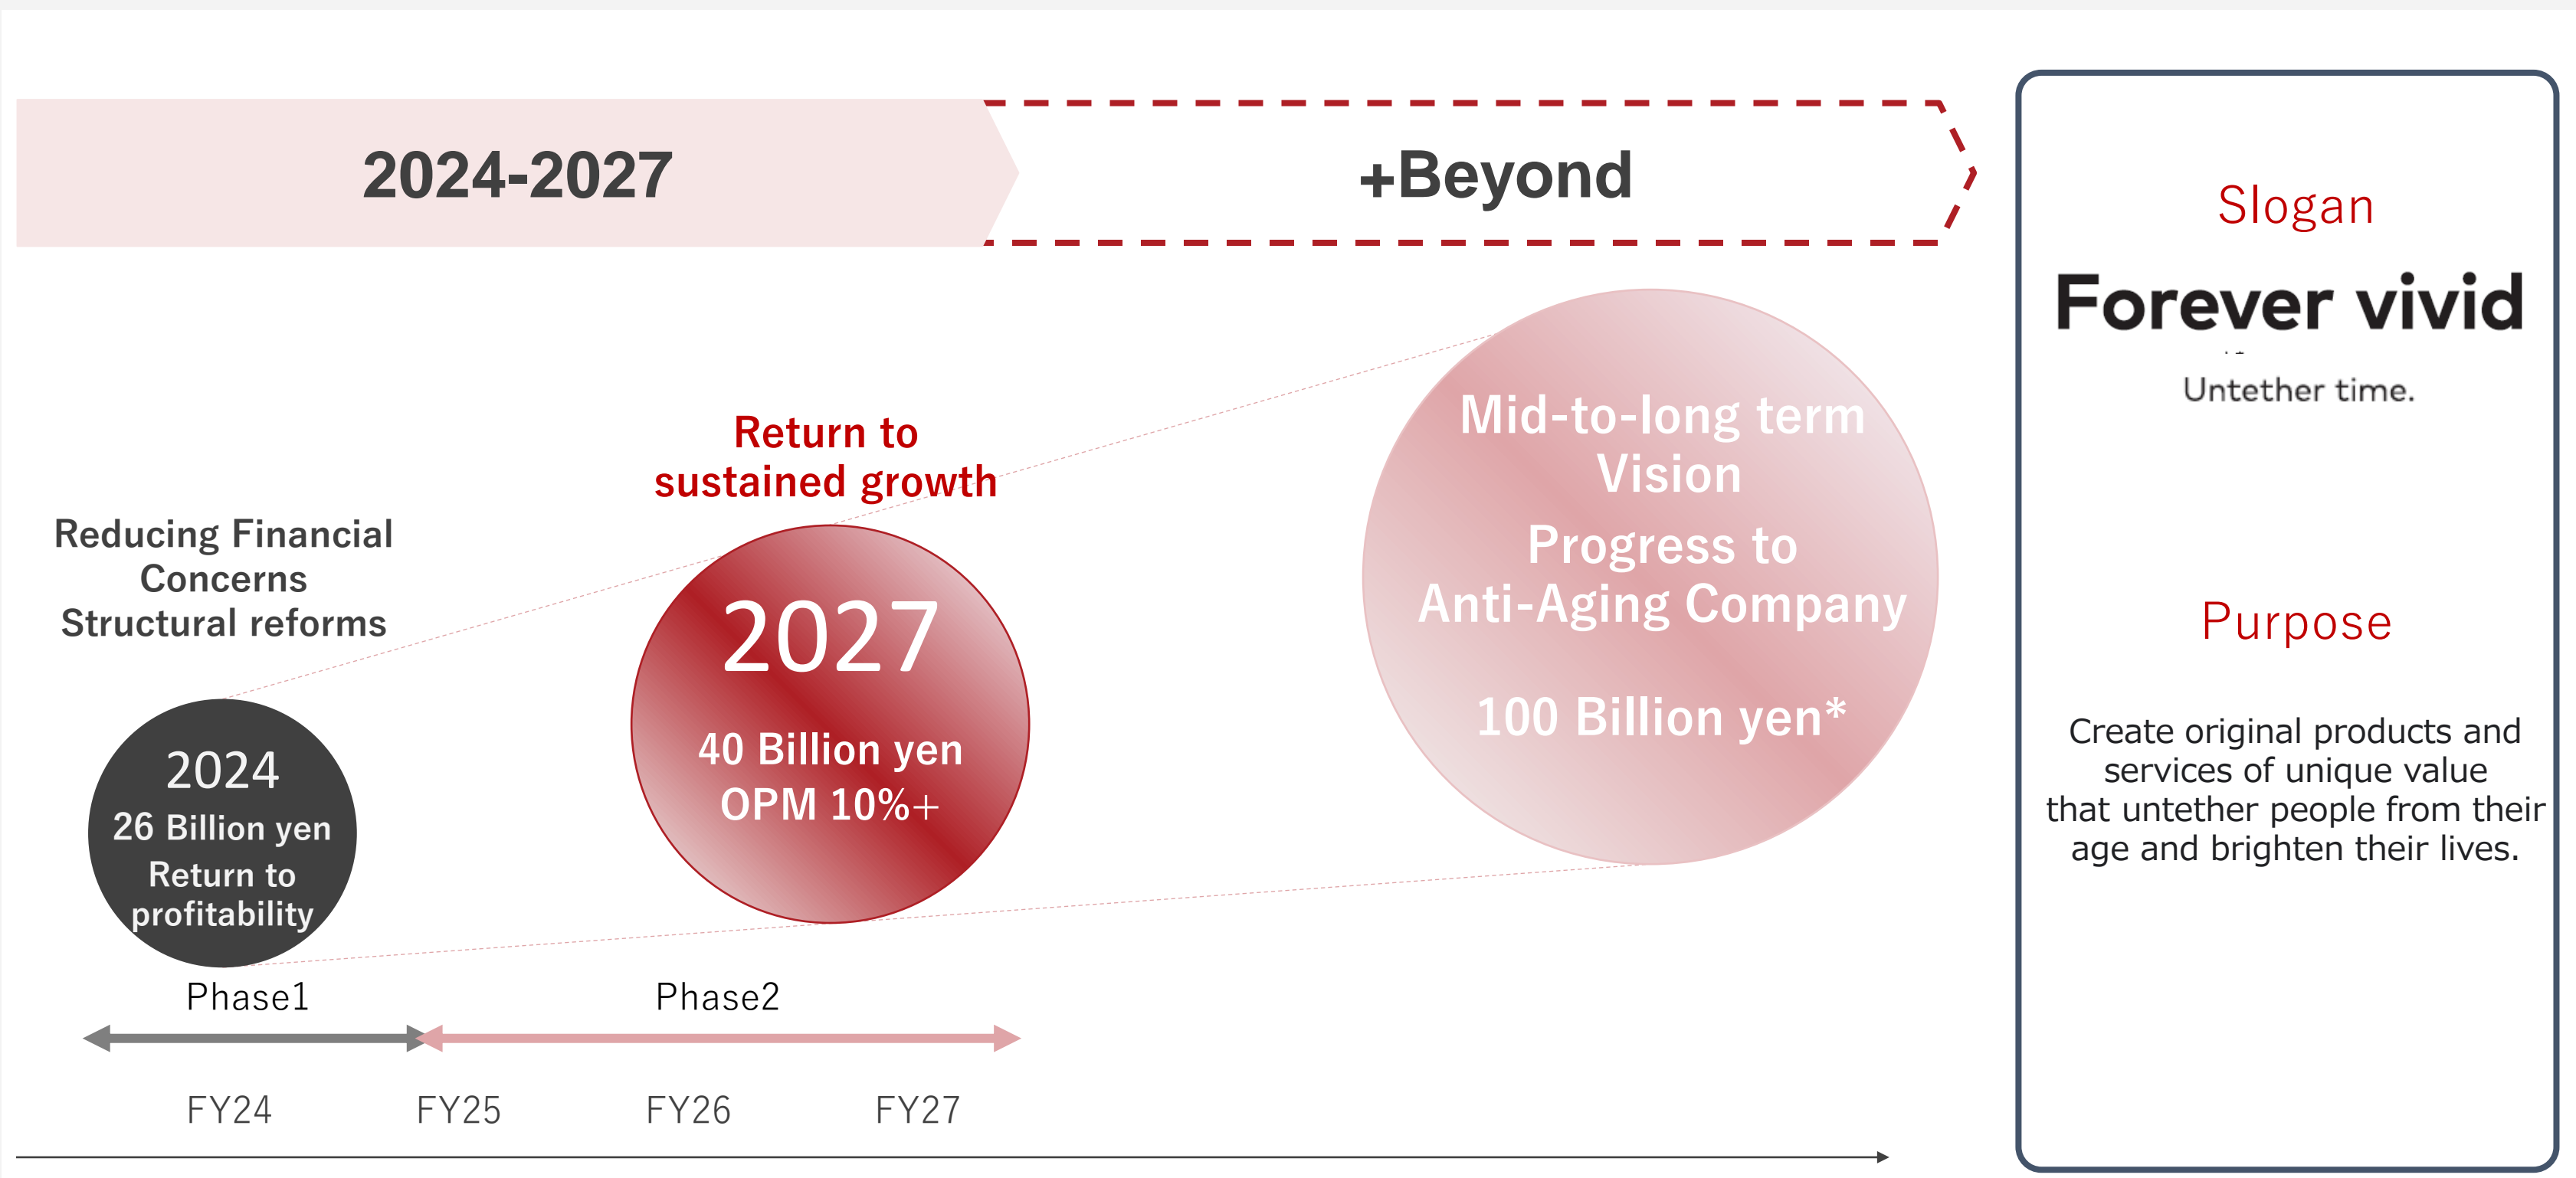 2024-2027
+Beyond
Reducing Financial
Concerns
Structural reforms
2024
26 Billion yen
Return to
profitability
Return to
sustained growth
2027
40 Billion yen
OPM 10%+
Mid-to-long term
Vision
Progress to
Anti-Aging Company
100 Billion yen*
Phase1
Phase2
FY24
FY25
FY26
FY27
Slogan
Forever vivid
Untether time.
Purpose
Create original products and
services of unique value
that untether people from their
age and brighten their lives.